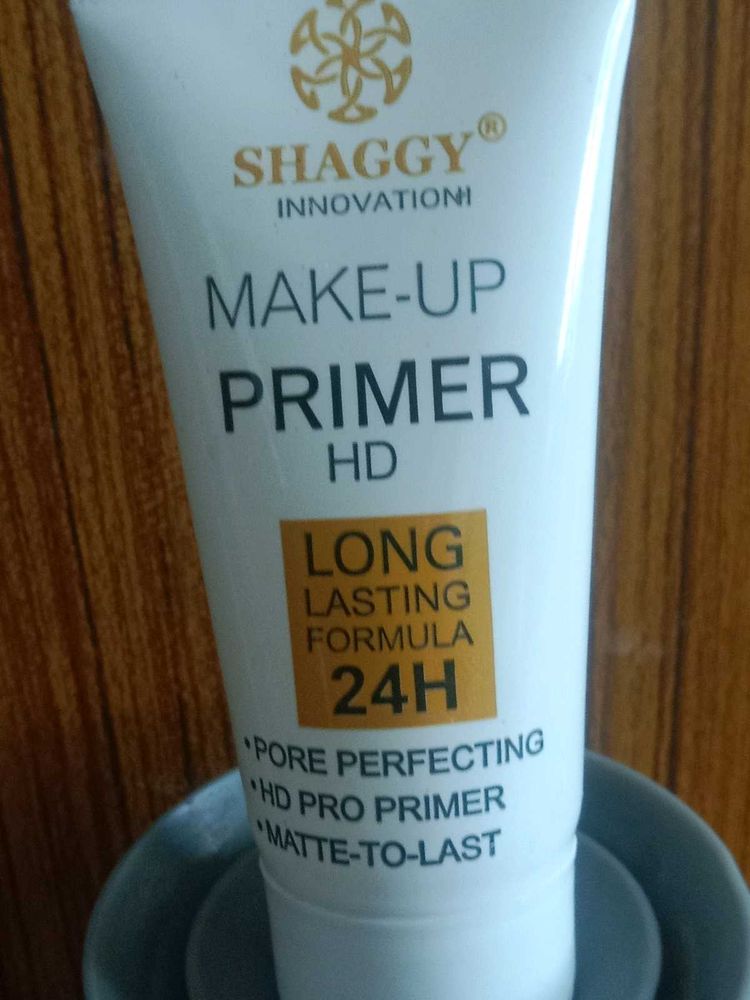 SHAGGY®
INNOVATION
MAKE-UP
PRIMER
HD
LONG
LASTING
FORMULA
24H
•PORE PERFECTING
•HD PRO PRIMER
•MATTE-TO-LAST